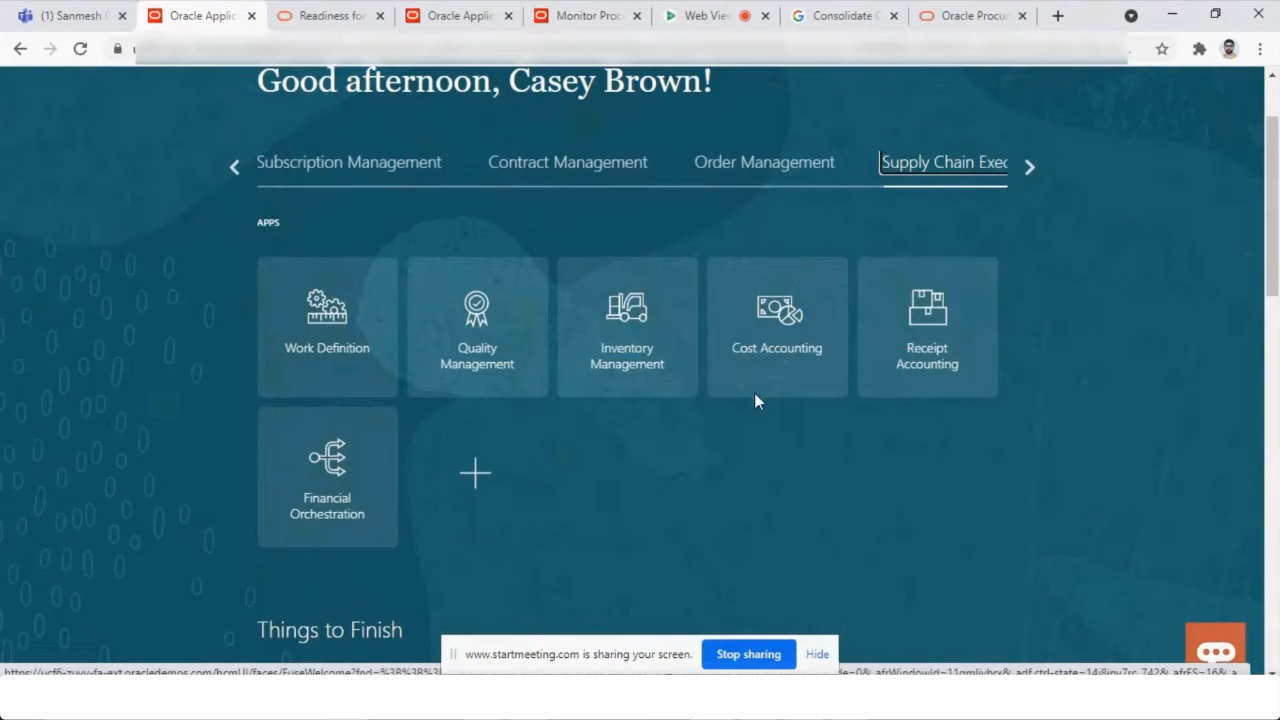 (1) Sanmesh D
Oracle Applic
Readiness for
Oracle Applic
Monitor Proc
Web View
Consolidate C
Oracle Procur
Good afternoon, Casey Brown!
Subscription Management
Contract Management
Order Management
Supply Chain Exec
APPS
Work Definition
Quality
Management
Inventory
Management
Cost Accounting
Receipt
Accounting
Financial
Orchestration
Things to Finish
www.startmeeting.com is sharing your screen.
Stop sharing
Hide